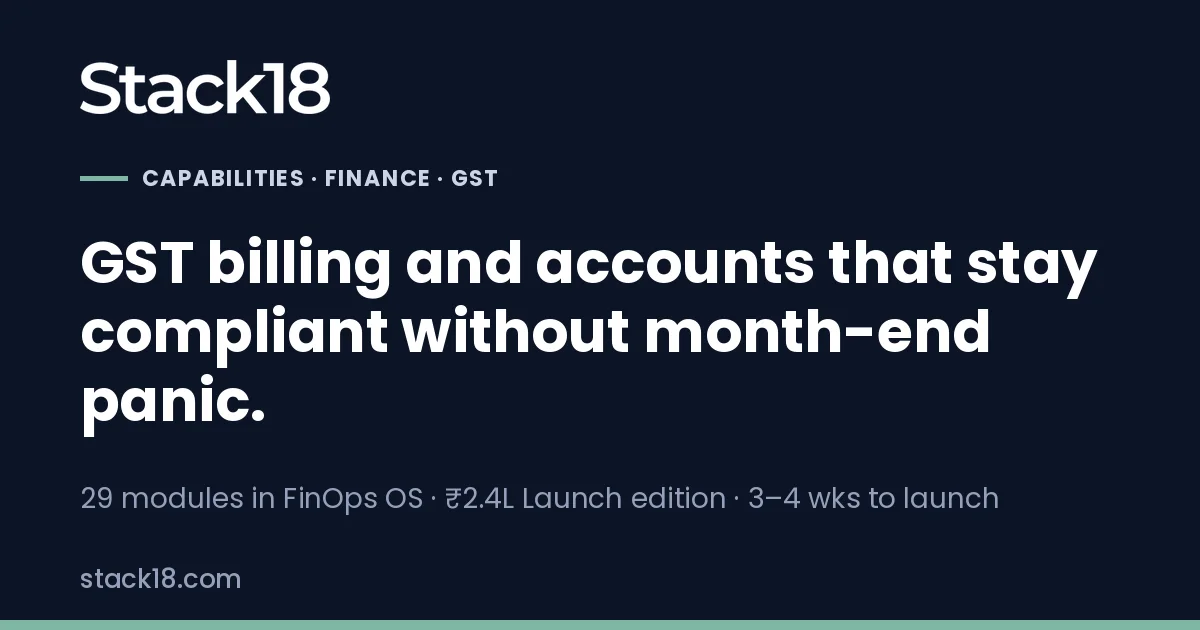 Stack18
CAPABILITIES · FINANCE · GST
GST billing and accounts that stay
compliant without month-end
panic.
29 modules in FinOps OS · ₹2.4L Launch edition · 3–4 wks to launch
stack18.com